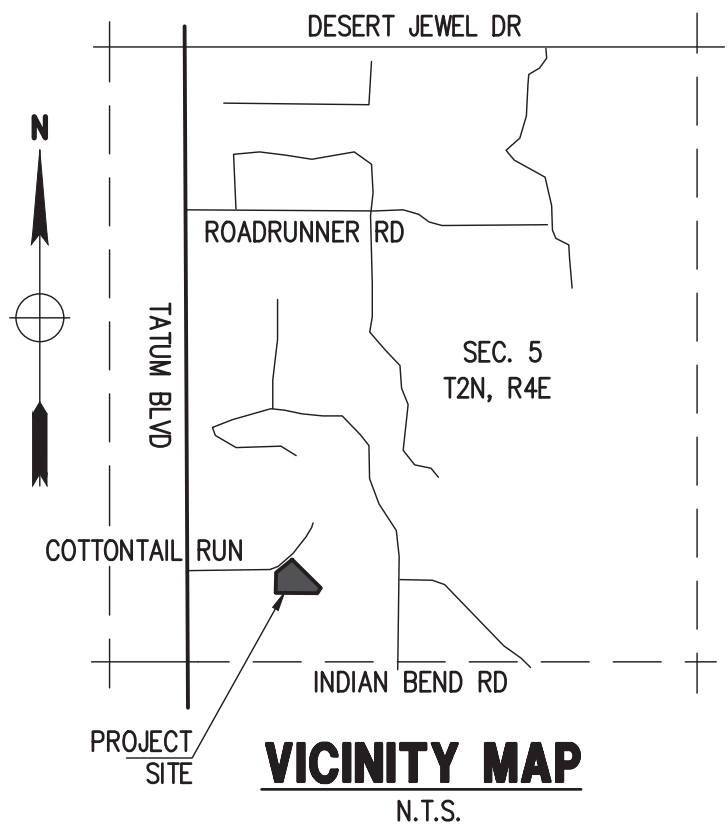 DESERT JEWEL DR
N
ROADRUNNER RD
TATUM BLVD
SEC. 5
T2N, R4E
COTTONTAIL RUN
INDIAN BEND RD
PROJECT
SITE
VICINITY MAP
N.T.S.